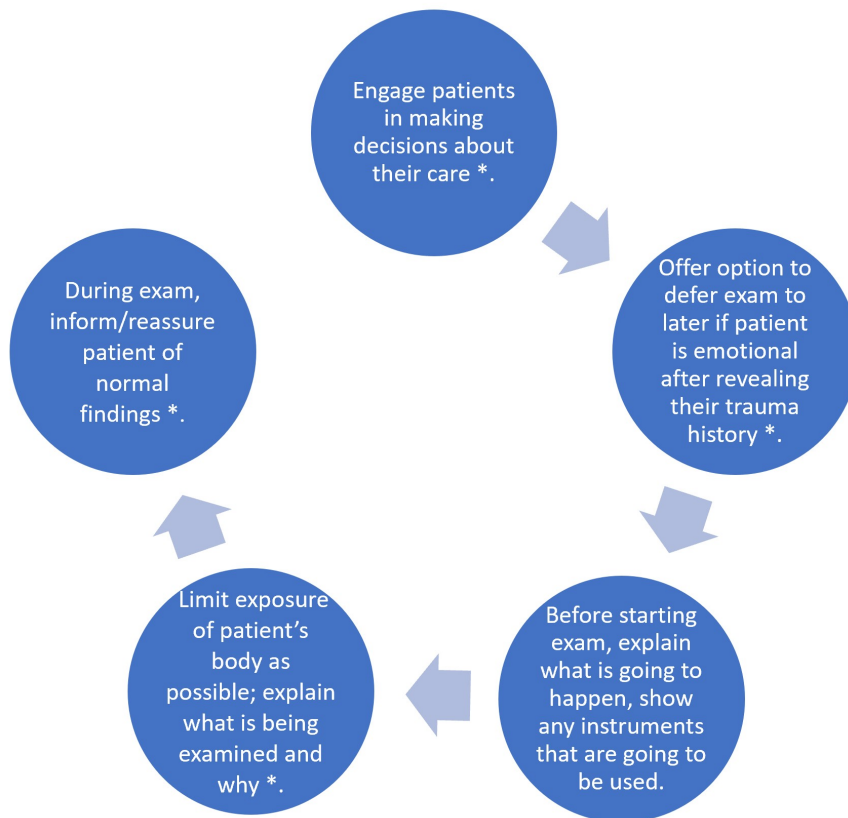 Engage patients
in making
decisions about
their care *.
Offer option to
defer exam to
later if patient
is emotional
after revealing
their trauma
history *.
Before starting
exam, explain
what is going to
happen, show
any instruments
that are going to
be used.
Limit exposure
of patient’s
body as
possible; explain
what is being
examined and
why *.
During exam,
inform/reassure
patient of
normal
findings *.